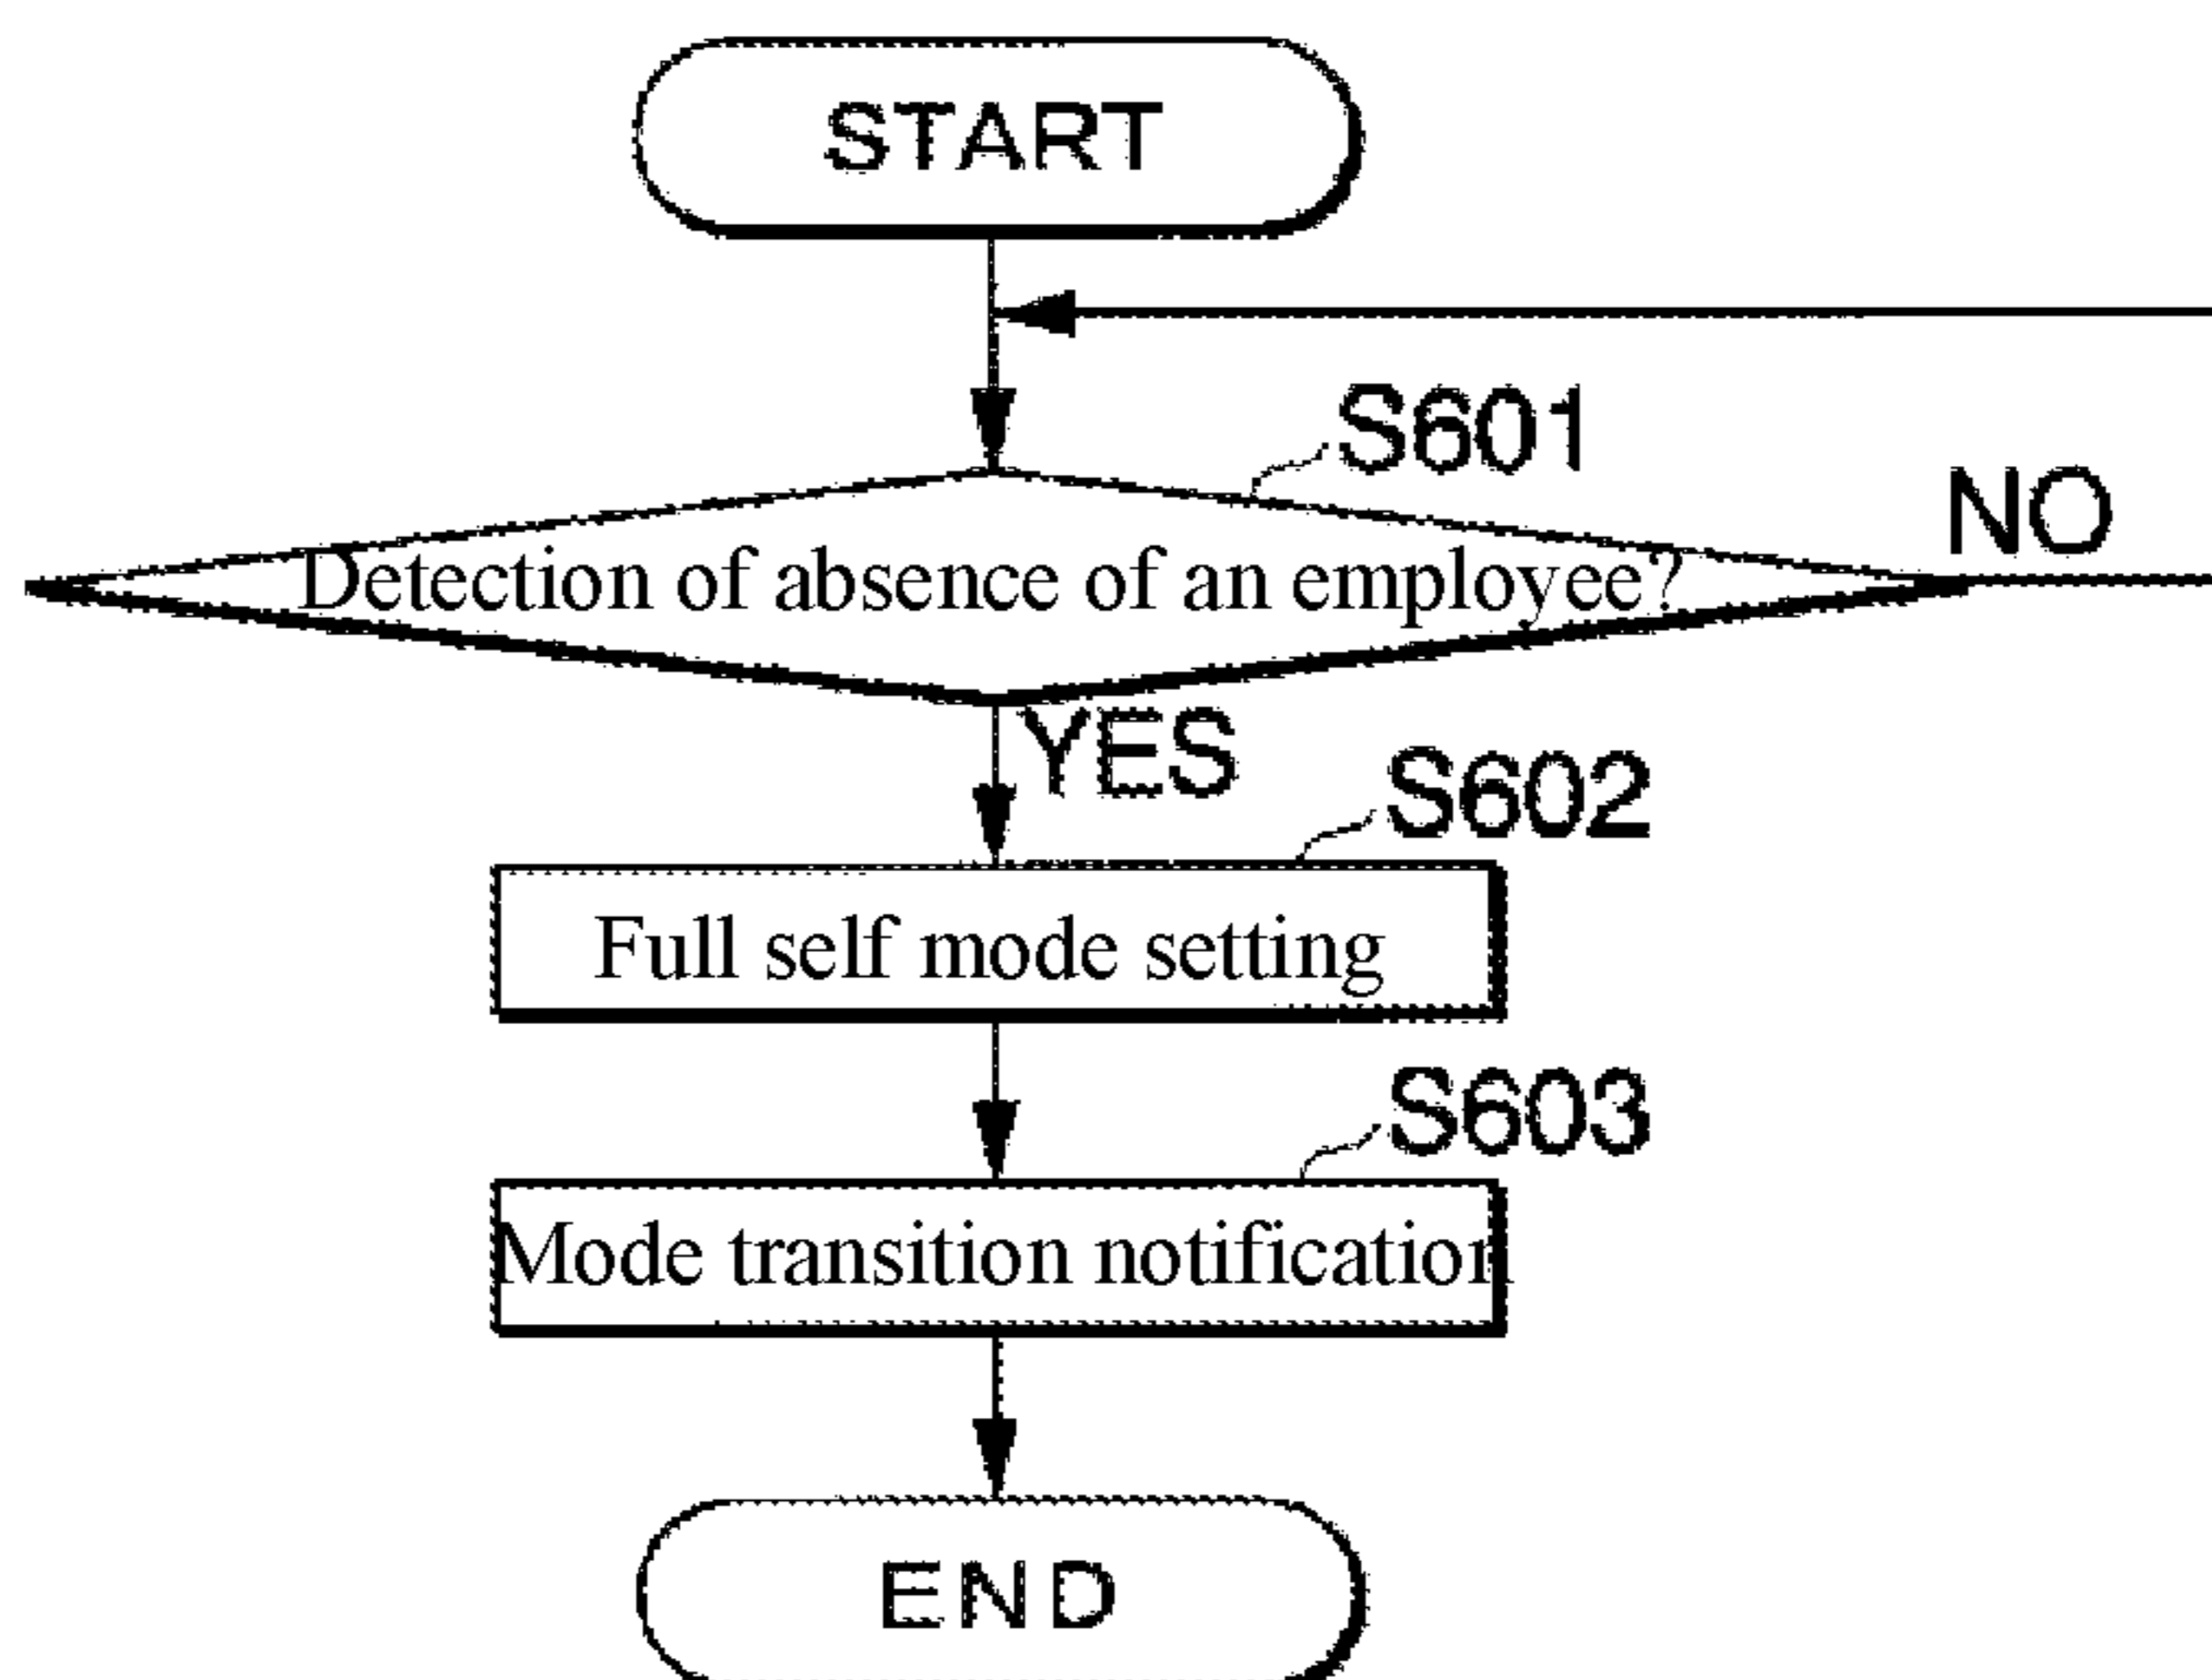 START
S601
NO
Detection of absence of an employee?
YES
S602
Full self mode setting
S603
Mode transition notification
END